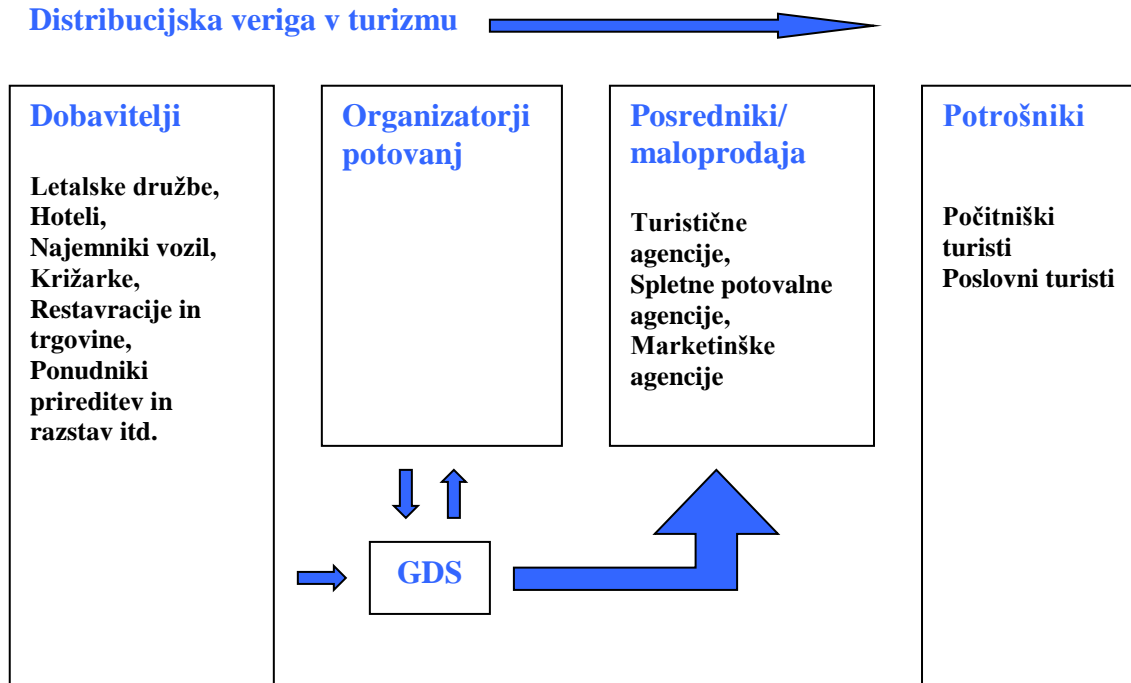 Distribucijska veriga v turizmu
Dobavitelji
Letalske družbe,
Hoteli,
Najemniki vozil,
Križarke,
Restavracije in
trgovine,
Ponudniki
prireditev in
razstav itd.
Organizatorji
potovanj
Posredniki/
maloprodaja
Turistične
agencije,
Spletne potovalne
agencije,
Marketinške
agencije
Potrošniki
Počitniški
turisti
Poslovni turisti
GDS